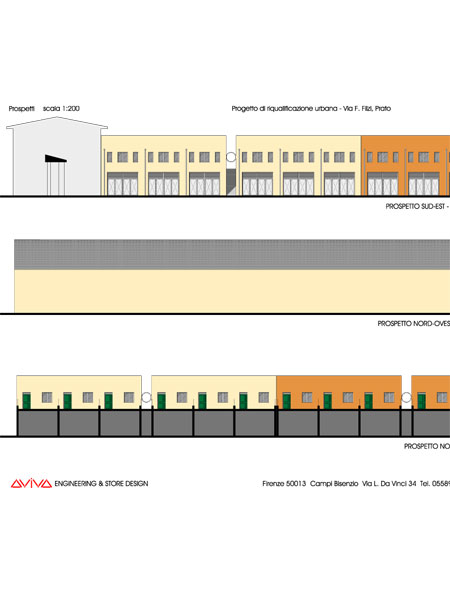 Prospetti scala 1:200
Progetto di riqualificazione urbana - Via F. Filzi, Prato
PROSPETTO SUD-EST -
PROSPETTO NORD-OVES
PROSPETTO NO
AVIVA ENGINEERING & STORE DESIGN
Firenze 50013 Campi Bisenzio Via L. Da Vinci 34 Tel. 05589